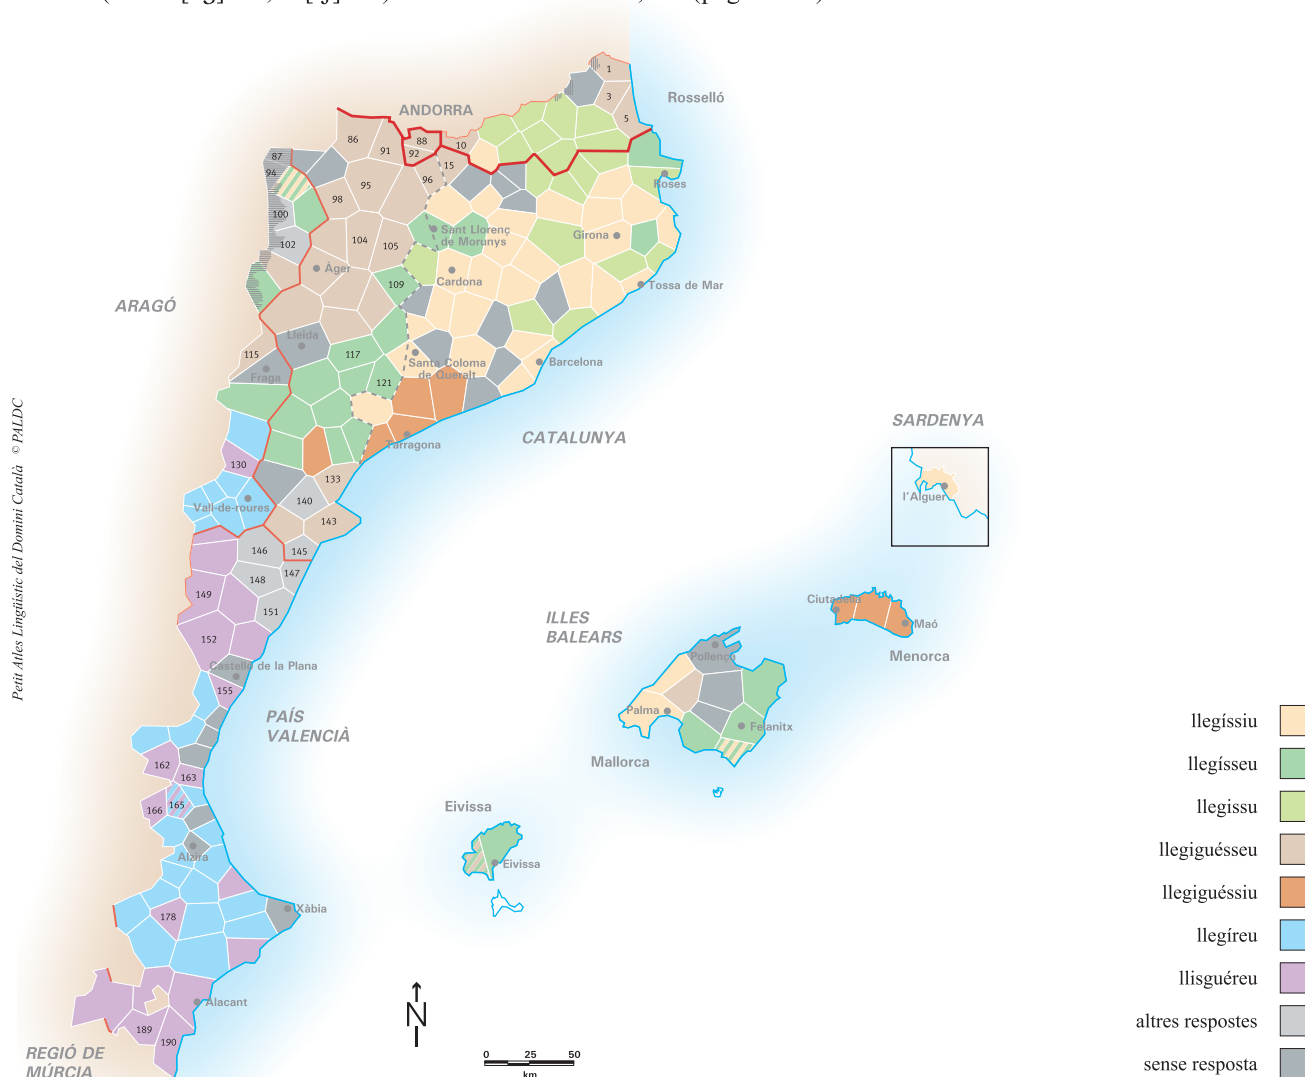 Petit Atles Lingüístic del Domini Català © PALDC
1
3
Rosselló
5
ANDORRA
86
88
10
91
92
87
15
94
95
96
98
Roses
100
Sant Llorenç
de Morunys
Girona
102
104
105
Àger
Cardona
109
Tossa de Mar
ARAGÓ
Lleida
115
117
Santa Coloma
de Queralt
Barcelona
Fraga
121
SARDENYA
CATALUNYA
Tarragona
130
133
l'Alguer
Vall-de-roures
140
143
146
145
147
148
149
151
Ciutadella
ILLES
BALEARS
Maó
152
Menorca
Pollença
Castelló de la Plana
155
Palma
Felanitx
PAÍS
VALENCIÀ
Mallorca
162
163
165
166
Eivissa
Alzira
Eivissa
178
Xàbia
Alacant
189
190
REGIÓ DE
MÚRCIA
N
0 25 50
km
llegíssiu
llegísseu
llegissu
llegiguésseu
llegiguéssiu
llegíreu
llisguéreu
altres respostes
sense resposta